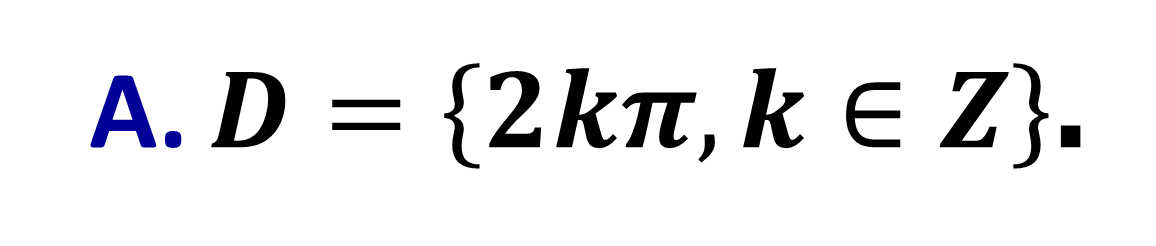 A. D = {2kπ, k ∈ Z}.